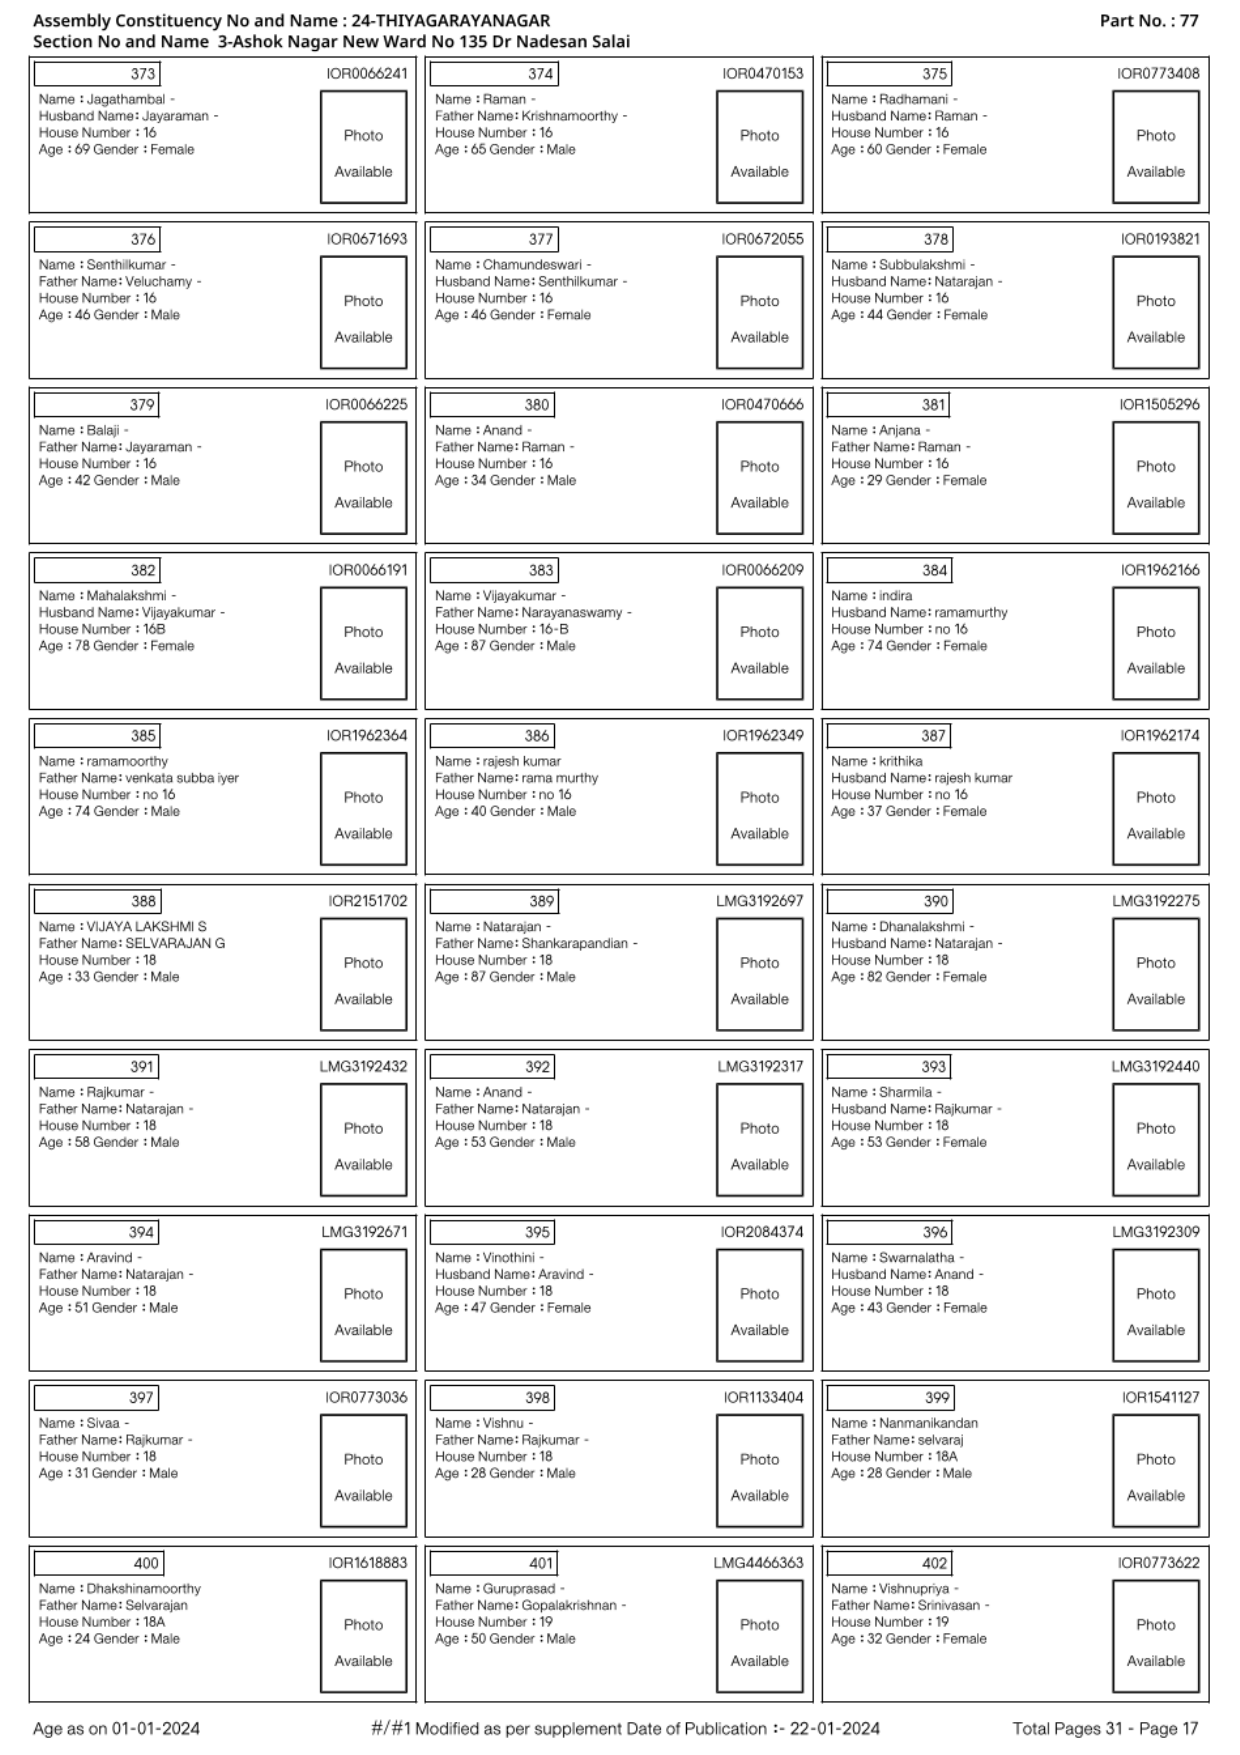 Assembly Constituency No and Name : 24-THIYAGARAYANAGAR
Part No. : 77
Section No and Name 3-Ashok Nagar New Ward No 135 Dr Nadesan Salai
373 IOR0066241
Name : Jagathambal -
Husband Name: Jayaraman -
House Number : 16
Age : 69 Gender : Female
Photo
Available
374 IOR0470153
Name : Raman -
Father Name: Krishnamoorthy -
House Number : 16
Age : 65 Gender : Male
Photo
Available
375 IOR0773408
Name : Radhamani -
Husband Name: Raman -
House Number : 16
Age : 60 Gender : Female
Photo
Available
376 IOR0671693
Name : Senthilkumar -
Father Name: Veluchamy -
House Number : 16
Age : 46 Gender : Male
Photo
Available
377 IOR0672055
Name : Chamundeswari -
Husband Name: Senthilkumar -
House Number : 16
Age : 46 Gender : Female
Photo
Available
378 IOR0193821
Name : Subbulakshmi -
Husband Name: Natarajan -
House Number : 16
Age : 44 Gender : Female
Photo
Available
379 IOR0066225
Name : Balaji -
Father Name: Jayaraman -
House Number : 16
Age : 42 Gender : Male
Photo
Available
380 IOR0470666
Name : Anand -
Father Name: Raman -
House Number : 16
Age : 34 Gender : Male
Photo
Available
381 IOR1505296
Name : Anjana -
Father Name: Raman -
House Number : 16
Age : 29 Gender : Female
Photo
Available
382 IOR0066191
Name : Mahalakshmi -
Husband Name: Vijayakumar -
House Number : 16B
Age : 78 Gender : Female
Photo
Available
383 IOR0066209
Name : Vijayakumar -
Father Name: Narayanaswamy -
House Number : 16-B
Age : 87 Gender : Male
Photo
Available
384 IOR1962166
Name : indira
Husband Name: ramamurthy
House Number : no 16
Age : 74 Gender : Female
Photo
Available
385 IOR1962364
Name : ramamoorthy
Father Name: venkata subba iyer
House Number : no 16
Age : 74 Gender : Male
Photo
Available
386 IOR1962349
Name : rajesh kumar
Father Name: rama murthy
House Number : no 16
Age : 40 Gender : Male
Photo
Available
387 IOR1962174
Name : krithika
Husband Name: rajesh kumar
House Number : no 16
Age : 37 Gender : Female
Photo
Available
388 IOR2151702
Name : VIJAYA LAKSHMI S
Father Name: SELVARAJAN G
House Number : 18
Age : 33 Gender : Male
Photo
Available
389 LMG3192697
Name : Natarajan -
Father Name: Shankarapandian -
House Number : 18
Age : 87 Gender : Male
Photo
Available
390 LMG3192275
Name : Dhanalakshmi -
Husband Name: Natarajan -
House Number : 18
Age : 82 Gender : Female
Photo
Available
391 LMG3192432
Name : Rajkumar -
Father Name: Natarajan -
House Number : 18
Age : 58 Gender : Male
Photo
Available
392 LMG3192317
Name : Anand -
Father Name: Natarajan -
House Number : 18
Age : 53 Gender : Male
Photo
Available
393 LMG3192440
Name : Sharmila -
Husband Name: Rajkumar -
House Number : 18
Age : 53 Gender : Female
Photo
Available
394 LMG3192671
Name : Aravind -
Father Name: Natarajan -
House Number : 18
Age : 51 Gender : Male
Photo
Available
395 IOR2084374
Name : Vinothini -
Husband Name: Aravind -
House Number : 18
Age : 47 Gender : Female
Photo
Available
396 LMG3192309
Name : Swarnalatha -
Husband Name: Anand -
House Number : 18
Age : 43 Gender : Female
Photo
Available
397 IOR0773036
Name : Sivaa -
Father Name: Rajkumar -
House Number : 18
Age : 31 Gender : Male
Photo
Available
398 IOR1133404
Name : Vishnu -
Father Name: Rajkumar -
House Number : 18
Age : 28 Gender : Male
Photo
Available
399 IOR1541127
Name : Nanmanikandan
Father Name: selvaraj
House Number : 18A
Age : 28 Gender : Male
Photo
Available
400 IOR1618883
Name : Dhakshinamoorthy
Father Name: Selvarajan
House Number : 18A
Age : 24 Gender : Male
Photo
Available
401 LMG4466363
Name : Guruprasad -
Father Name: Gopalakrishnan -
House Number : 19
Age : 50 Gender : Male
Photo
Available
402 IOR0773622
Name : Vishnupriya -
Father Name: Srinivasan -
House Number : 19
Age : 32 Gender : Female
Photo
Available
Age as on 01-01-2024
#/#1 Modified as per supplement Date of Publication :- 22-01-2024
Total Pages 31 - Page 17